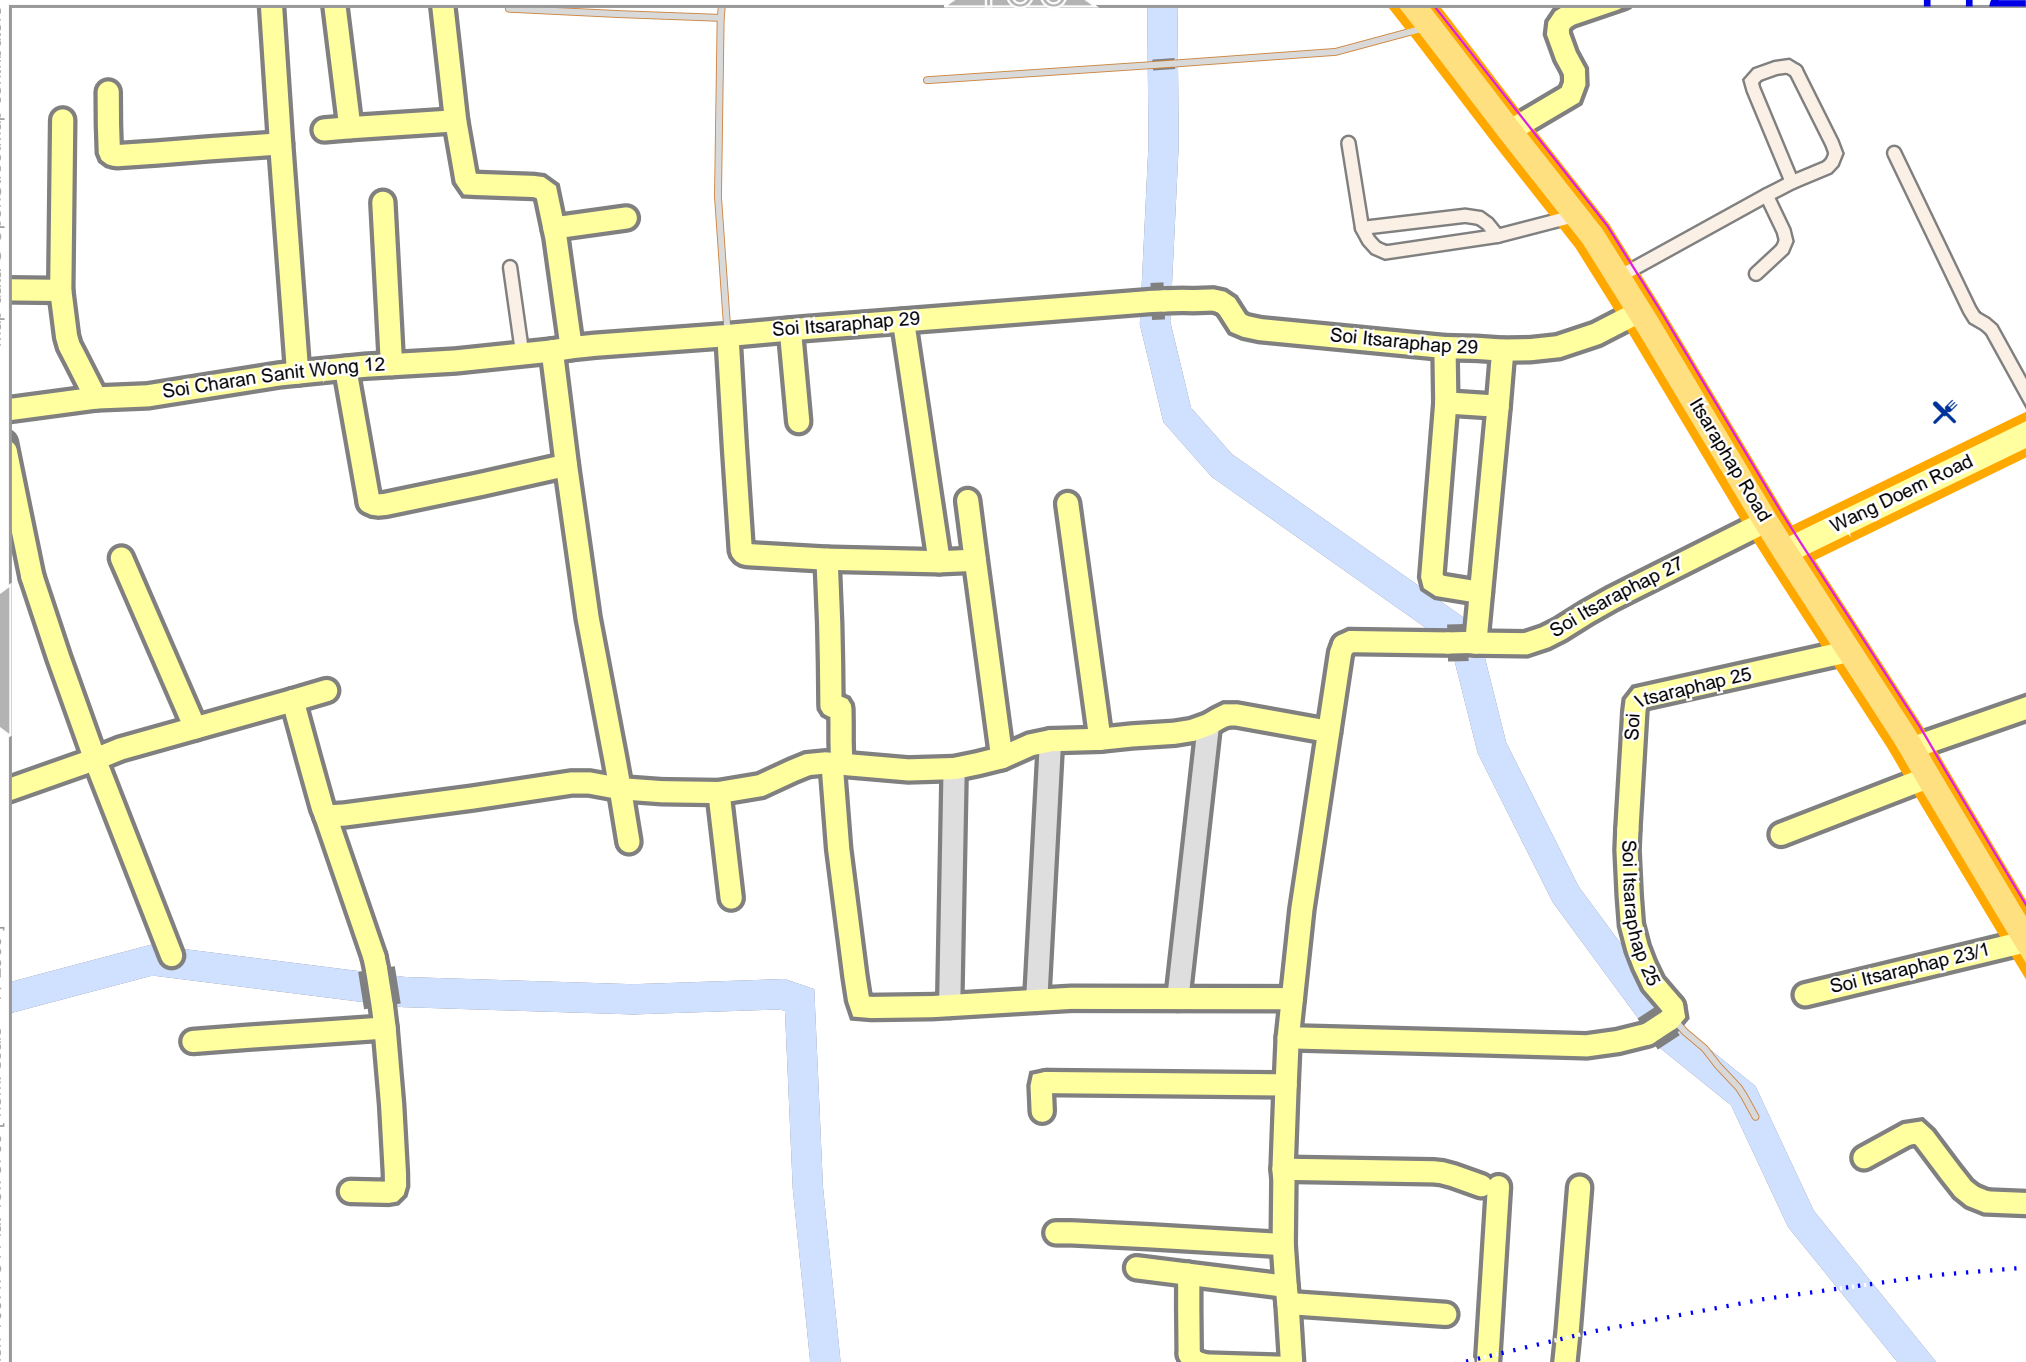 Soi Itsaraphap 29
Soi Itsaraphap 29
Soi Charan Sanit Wong 12
Itsaraphap Road
Wang Doem Road
Soi Itsaraphap 27
Soi Itsaraphap 25
Soi Itsaraphap 25
Soi Itsaraphap 23/1